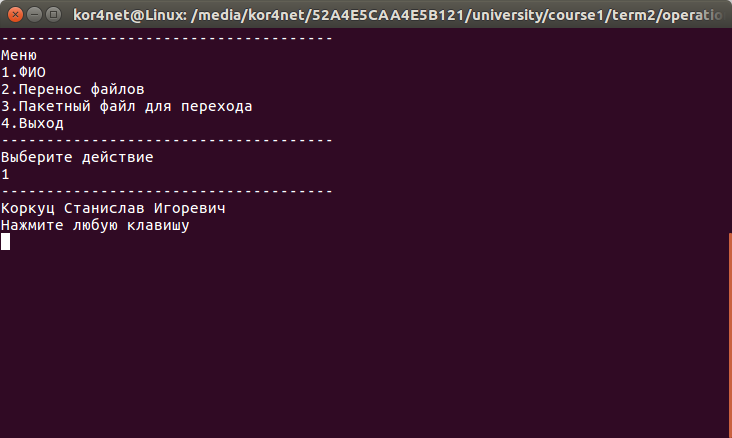 kor4net@Linux: /media/kor4net/52A4E5CAA4E5B121/university/course1/term2/operatio
-------------------------------------
Меню
1.ФИО
2.Перенос файлов
3.Пакетный файл для перехода
4.Выход
-------------------------------------
Выберите действие
1
-------------------------------------
Коркуц Станислав Игоревич
Нажмите любую клавишу